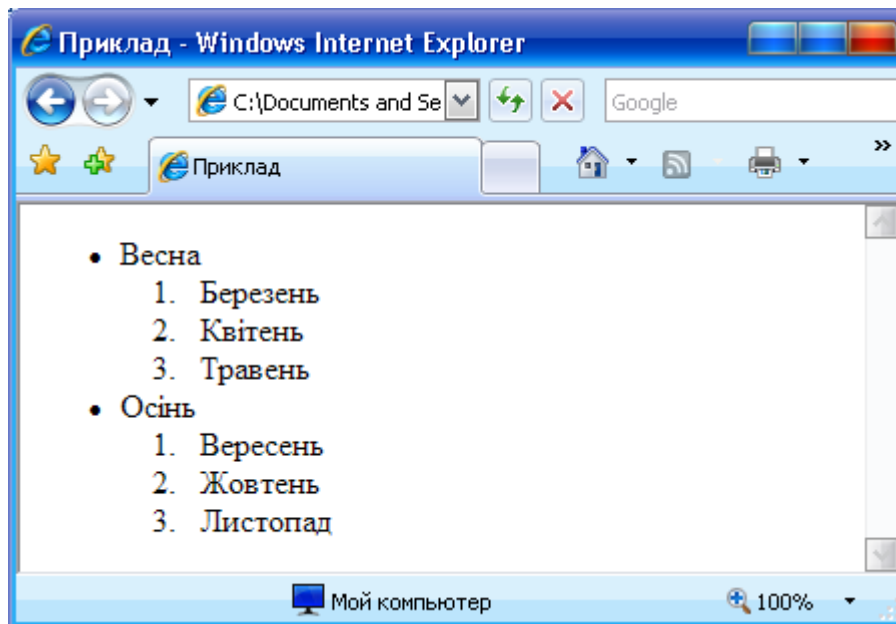 Приклад - Windows Internet Explorer
C:\Documents and Se
Google
Приклад
»
• Весна
1. Березень
2. Квітень
3. Травень
• Осінь
1. Вересень
2. Жовтень
3. Листопад
Мой компьютер
100%